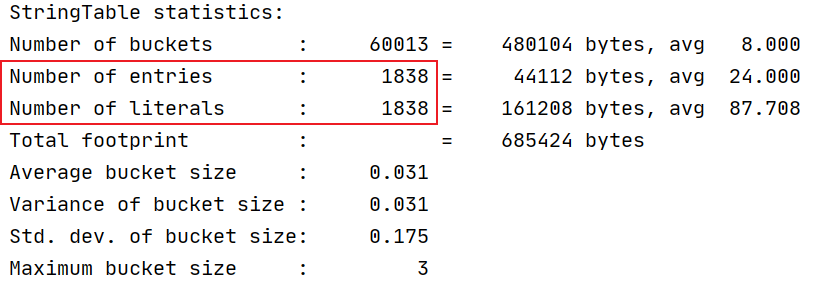 StringTable statistics:
Number of buckets       :     60013 =    480104 bytes, avg   8.000
Number of entries       :      1838 =     44112 bytes, avg  24.000
Number of literals      :      1838 =    161208 bytes, avg  87.708
Total footprint         :           =    685424 bytes
Average bucket size     :     0.031
Variance of bucket size :     0.031
Std. dev. of bucket size:     0.175
Maximum bucket size     :         3